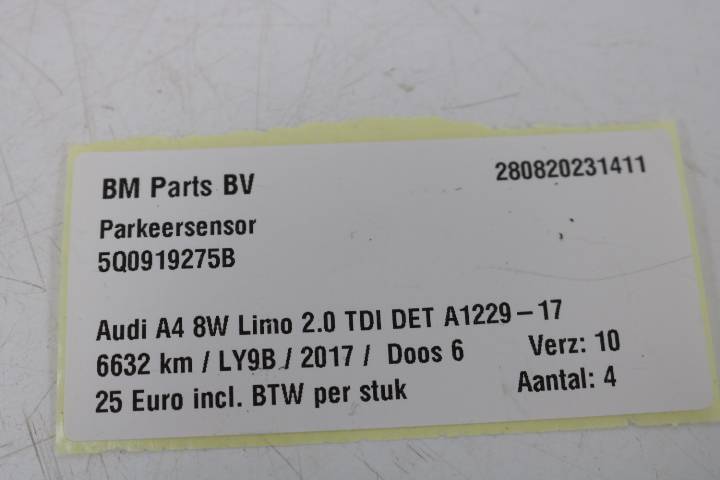 BM Parts BV 280820231411
Parkeersensor
5Q0919275B
Audi A4 8W Limo 2.0 TDI DET A1229-17
6632 km / LY9B / 2017 / Doos 6 Verz: 10
25 Euro incl. BTW per stuk Aantal: 4